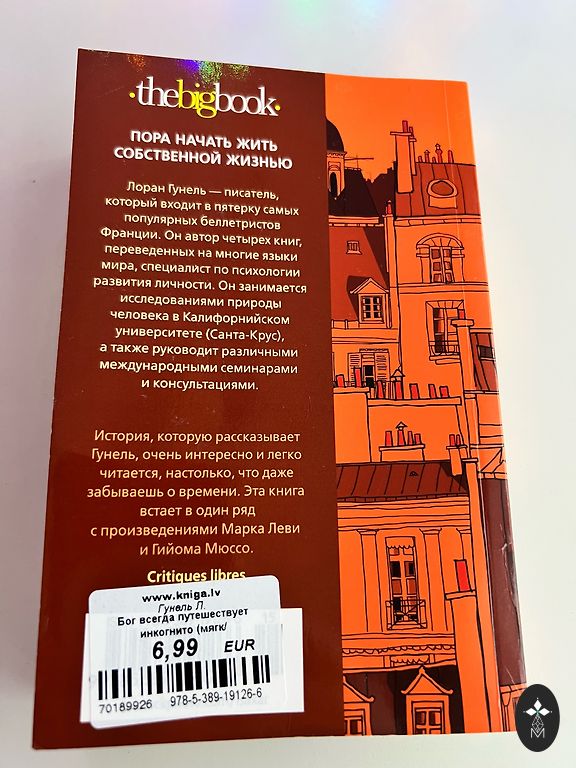 ·thebigbook·
ПОРА НАЧАТЬ ЖИТЬ
СОБСТВЕННОЙ ЖИЗНЬЮ
Лоран Гунель — писатель,
который входит в пятерку самых
популярных беллетристов
Франции. Он автор четырех книг,
переведенных на многие языки
мира, специалист по психологии
развития личности. Он занимается
исследованиями природы
человека в Калифорнийском
университете (Санта-Крус),
а также руководит различными
международными семинарами
и консультациями.
История, которую рассказывает
Гунель, очень интересно и легко
читается, настолько, что даже
забываешь о времени. Эта книга
встает в один ряд
с произведениями Марка Леви
и Гийома Мюссо.
Critiques libres
www.kniga.lv
Гунель Л.
Бог всегда путешествует
инкогнито (мягк/
6,99 EUR
70189926 978-5-389-19126-6
M